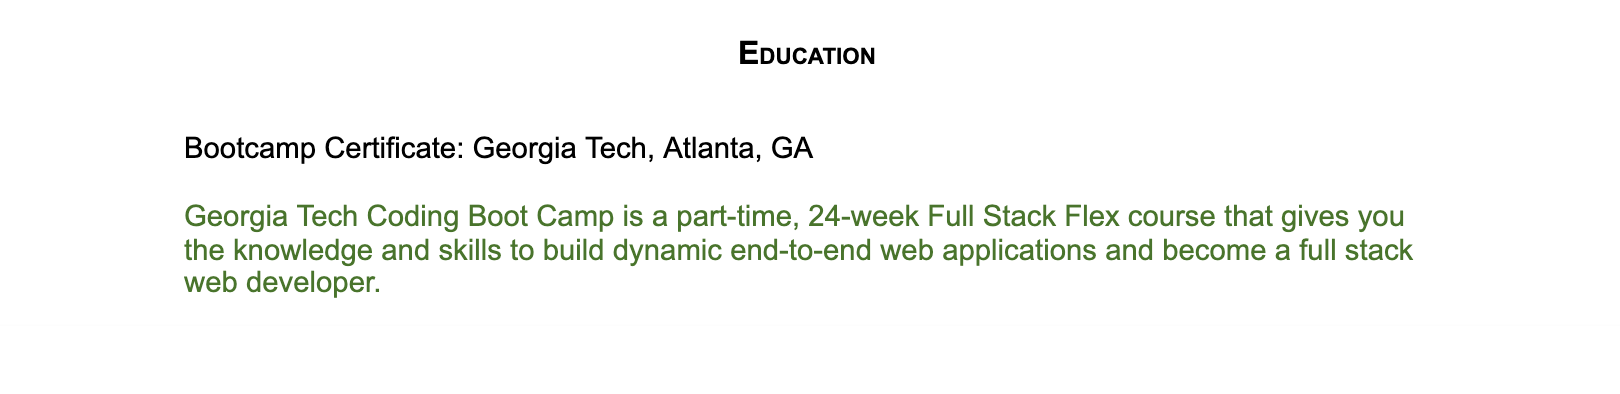 Education
Bootcamp Certificate: Georgia Tech, Atlanta, GA
Georgia Tech Coding Boot Camp is a part-time, 24-week Full Stack Flex course that gives you
the knowledge and skills to build dynamic end-to-end web applications and become a full stack
web developer.